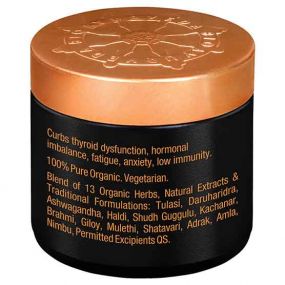 Curbs thyroid dysfunction, hormonal
imbalance, fatigue, anxiety, low immunity.
100% Pure Organic. Vegetarian.
Blend of 13 Organic Herbs, Natural Extracts &
Traditional Formulations: Tulasi, Daruharidra,
Ashwagandha, Haldi, Shudh Guggulu, Kachanar,
Brahmi, Giloy, Mulethi, Shatavari, Adrak, Amla,
Nimbu, Permitted Excipients QS.